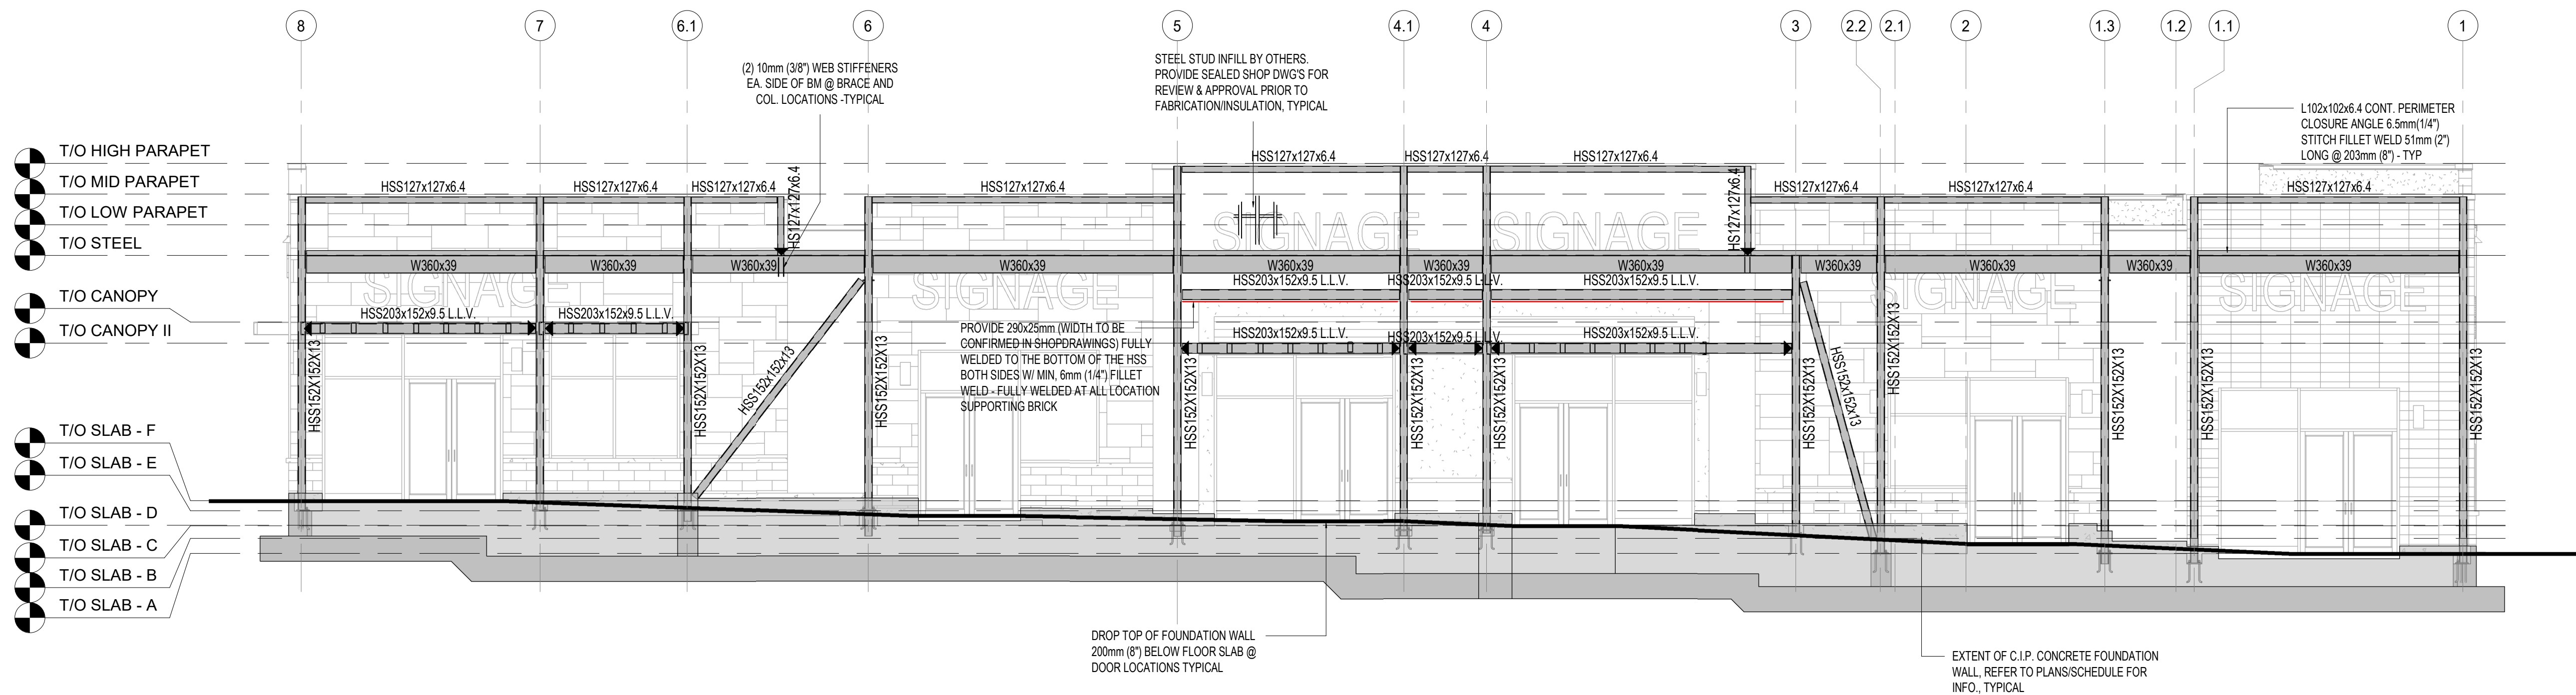 8 7 6.1 6 5 4.1 4 3 2.2 2.1 2 1.3 1.2 1.1 1
(2) 10mm (3/8") WEB STIFFENERS
EA. SIDE OF BM @ BRACE AND
COL. LOCATIONS -TYPICAL
STEEL STUD INFILL BY OTHERS.
PROVIDE SEALED SHOP DWG'S FOR
REVIEW & APPROVAL PRIOR TO
FABRICATION/INSULATION, TYPICAL
L102x102x6.4 CONT. PERIMETER
CLOSURE ANGLE 6.5mm(1/4")
STITCH FILLET WELD 51mm (2")
LONG @ 203mm (8") - TYP
T/O HIGH PARAPET
T/O MID PARAPET
T/O LOW PARAPET
T/O STEEL
T/O CANOPY
T/O CANOPY II
T/O SLAB - F
T/O SLAB - E
T/O SLAB - D
T/O SLAB - C
T/O SLAB - B
T/O SLAB - A
HSS127x127x6.4 HSS127x127x6.4 HSS127x127x6.4
HSS127x127x6.4 HSS127x127x6.4 HSS127x127x6.4 HSS127x127x6.4 HSS127x127x6.4 HSS127x127x6.4 HSS127x127x6.4
HS127x127x6.4
HS127x127x6.4
SIGNAGE SIGNAGE
W360x39 W360x39 W360x39 W360x39 W360x39 W360x39 W360x39 W360x39 W360x39 W360x39 W360x39
SIGNAGE SIGNAGE SIGNAGE SIGNAGE
HSS203x152x9.5 L.L.V. HSS203x152x9.5 L.L.V. HSS203x152x9.5 L.L.V.
HSS203x152x9.5 L.L.V. HSS203x152x9.5 L.L.V.
HSS203x152x9.5 L.L.V. HSS203x152x9.5 L.L.V. HSS203x152x9.5 L.L.V.
PROVIDE 290x25mm (WIDTH TO BE
CONFIRMED IN SHOPDRAWINGS) FULLY
WELDED TO THE BOTTOM OF THE HSS
BOTH SIDES W/ MIN, 6mm (1/4") FILLET
WELD - FULLY WELDED AT ALL LOCATION
SUPPORTING BRICK
HSS152X152X13
HSS152X152X13
HSS152x152x13
HSS152X152X13
HSS152X152X13
HSS152X152X13
HSS152X152X13
HSS152X152X13
HSS152x152x13
HSS152X152X13
HSS152X152X13
HSS152X152X13
HSS152X152X13
DROP TOP OF FOUNDATION WALL
200mm (8") BELOW FLOOR SLAB @
DOOR LOCATIONS TYPICAL
EXTENT OF C.I.P. CONCRETE FOUNDATION
WALL, REFER TO PLANS/SCHEDULE FOR
INFO., TYPICAL